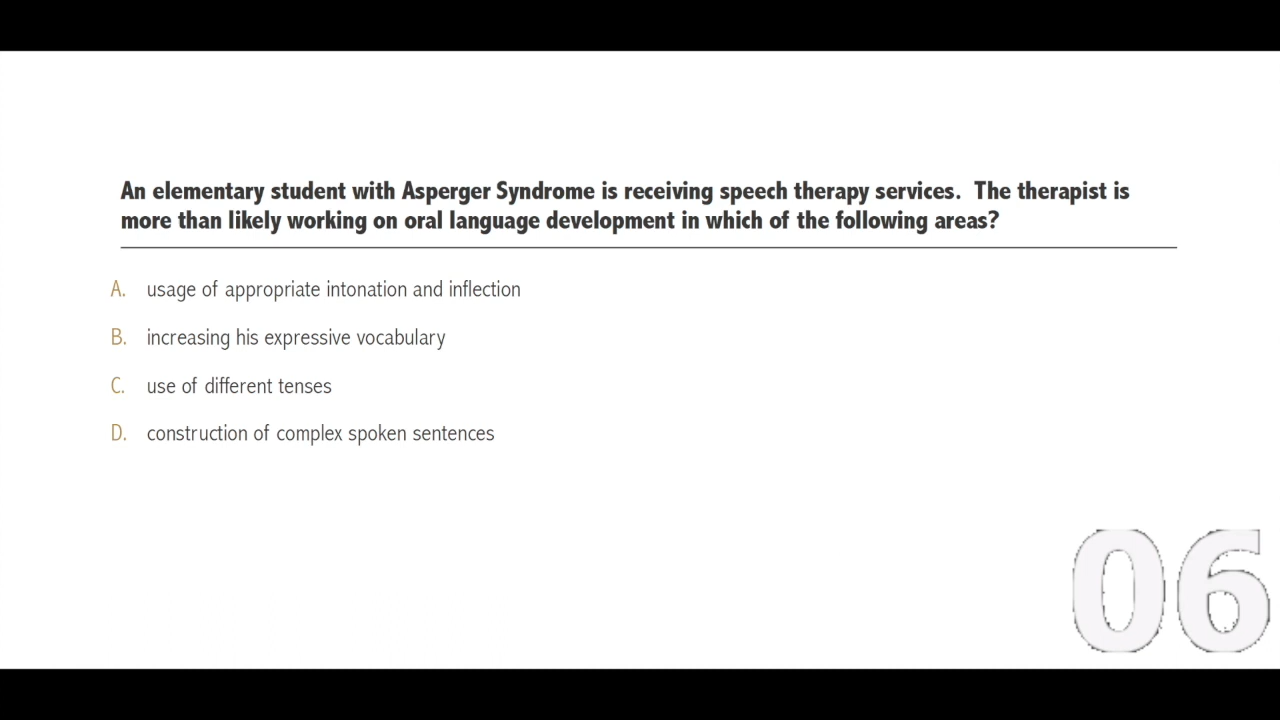 An elementary student with Asperger Syndrome is receiving speech therapy services.  The therapist is
more than likely working on oral language development in which of the following areas?
A. usage of appropriate intonation and inflection
B. increasing his expressive vocabulary
C. use of different tenses
D. construction of complex spoken sentences
06